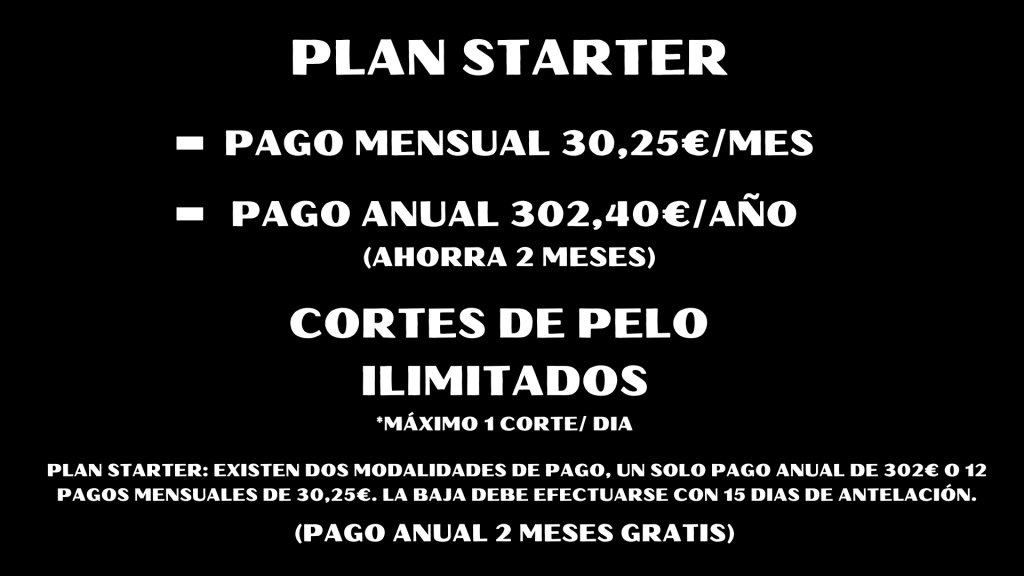 PLAN STARTER
- PAGO MENSUAL 30,25€/MES
- PAGO ANUAL 302,40€/AÑO
(AHORRA 2 MESES)
CORTES DE PELO
ILIMITADOS
*MÁXIMO 1 CORTE/ DIA
PLAN STARTER: EXISTEN DOS MODALIDADES DE PAGO, UN SOLO PAGO ANUAL DE 302€ O 12
PAGOS MENSUALES DE 30,25€. LA BAJA DEBE EFECTUARSE CON 15 DIAS DE ANTELACIÓN.
(PAGO ANUAL 2 MESES GRATIS)